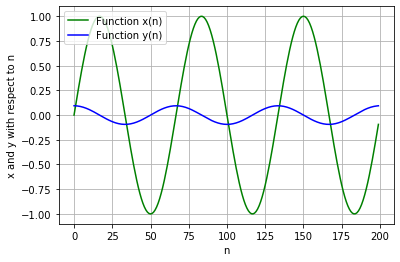 Function x(n)
Function y(n)
x and y with respect to n
1.00
0.75
0.50
0.25
0.00
−0.25
−0.50
−0.75
−1.00
0 25 50 75 100 125 150 175 200
n